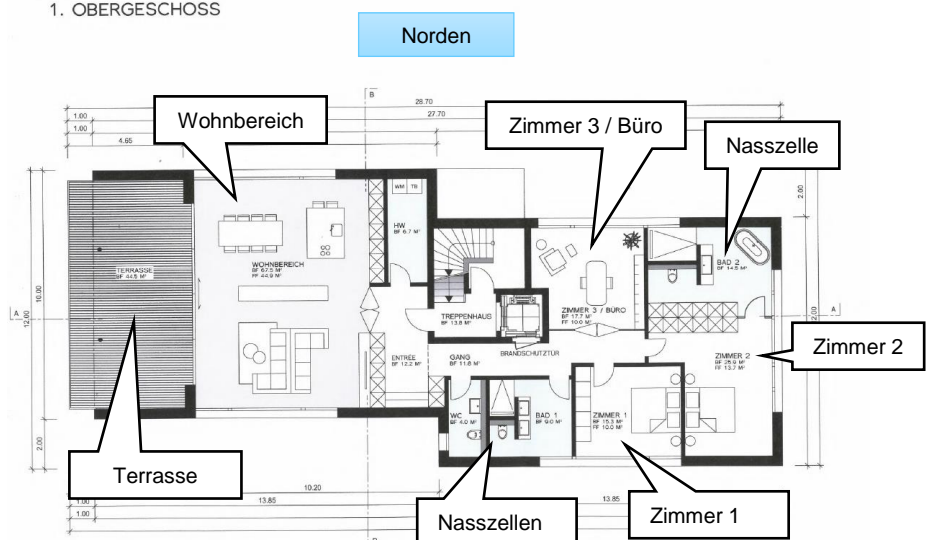 1. OBERGESCHOSS
Norden
B
28.70
1.00
27.70
1.00
4.65
Wohnbereich
Zimmer 3 / Büro
Nasszelle
2.00
WM TB
HW
BF 6.7 M²
BAD 2
BF 14.5 M²
TERRASSE
BF 44.5 M²
WOHNBEREICH
BF 67.5 M²
FF 44.9 M²
10.00
12.00
A
TREPPENHAUS
BF 13.8 M²
ZIMMER 3 / BÜRO
BF 17.7 M²
FF 10.0 M²
A
2.00
BRANDSCHUTZTÜR
ENTRÉE
BF 12.2 M²
GANG
BF 11.8 M²
ZIMMER 2
BF 25.9 M²
FF 13.7 M²
Zimmer 2
WC
BF 4.0 M²
BAD 1
BF 9.0 M²
ZIMMER 1
BF 15.3 M²
FF 10.0 M²
2.00
Terrasse
10.20
1.00
13.85
13.85
1.00
Nasszellen
Zimmer 1